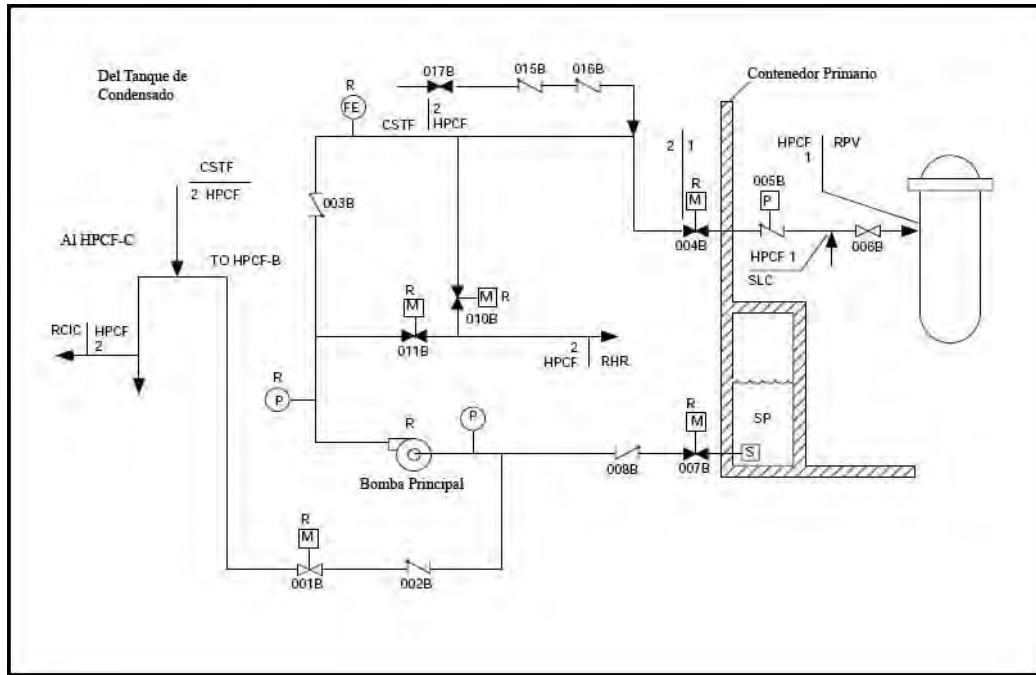 Del Tanque de
Condensado
017B
015B
016B
Contenedor Primario
R
FE
CSTF
2
HPCF
2 1
HPCF
1
RPV
005B
P
CSTF
2 HPCF
003B
R
M
004B
006B
Al HPCF-C
TO HPCF-B
HPCF 1
SLC
R
M
M R
010B
RCIC
HPCF
2
011B
2
HPCF
RHR
R
P
R
P
R
M
SP
S
008B
007B
Bomba Principal
R
M
001B
002B